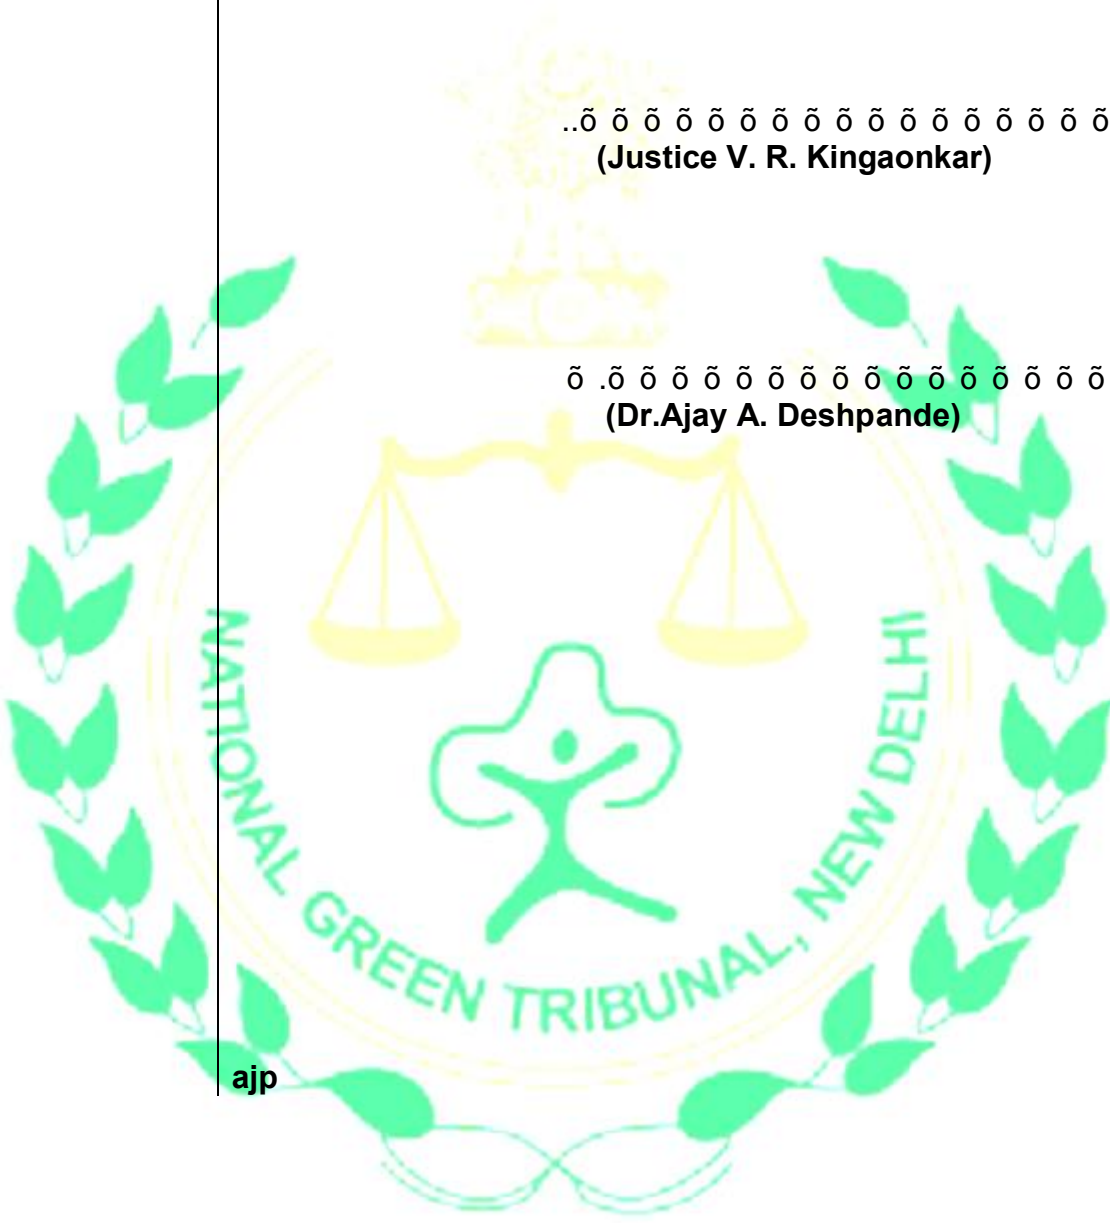 ..õ õ õ õ õ õ õ õ õ õ õ õ õ õ õ õ õ
(Justice V. R. Kingaonkar)
õ .õ õ õ õ õ õ õ õ õ õ õ õ õ õ õ õ
(Dr.Ajay A. Deshpande)
NATIONAL GREEN TRIBUNAL, NEW DELHI
ajp